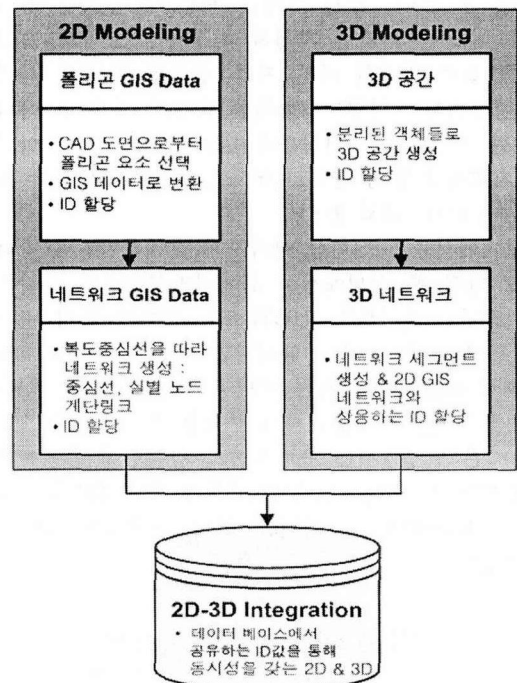 2D Modeling
폴리곤 GIS Data
• CAD 도면으로부터
폴리곤 요소 선택
• GIS 데이터로 변환
• ID 할당
네트워크 GIS Data
• 복도중심선을 따라
네트워크 생성 :
중심선, 실별 노드
계단링크
• ID 할당
3D Modeling
3D 공간
• 분리된 객체들로
3D 공간 생성
• ID 할당
3D 네트워크
• 네트워크 세그먼트
생성 & 2D GIS
네트워크와
상응하는 ID 할당
2D-3D Integration
• 데이터 베이스에서
공유하는 ID값을 통해
동시성을 갖는 2D & 3D